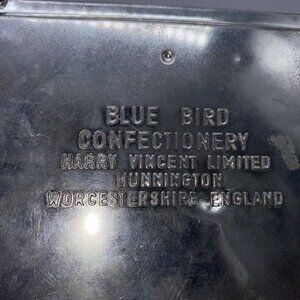 BLUE BIRD
CONFECTIONERY
HARRY VINCENT LIMITED
HUNNINGTON
WORCESTERSHIRE ENGLAND